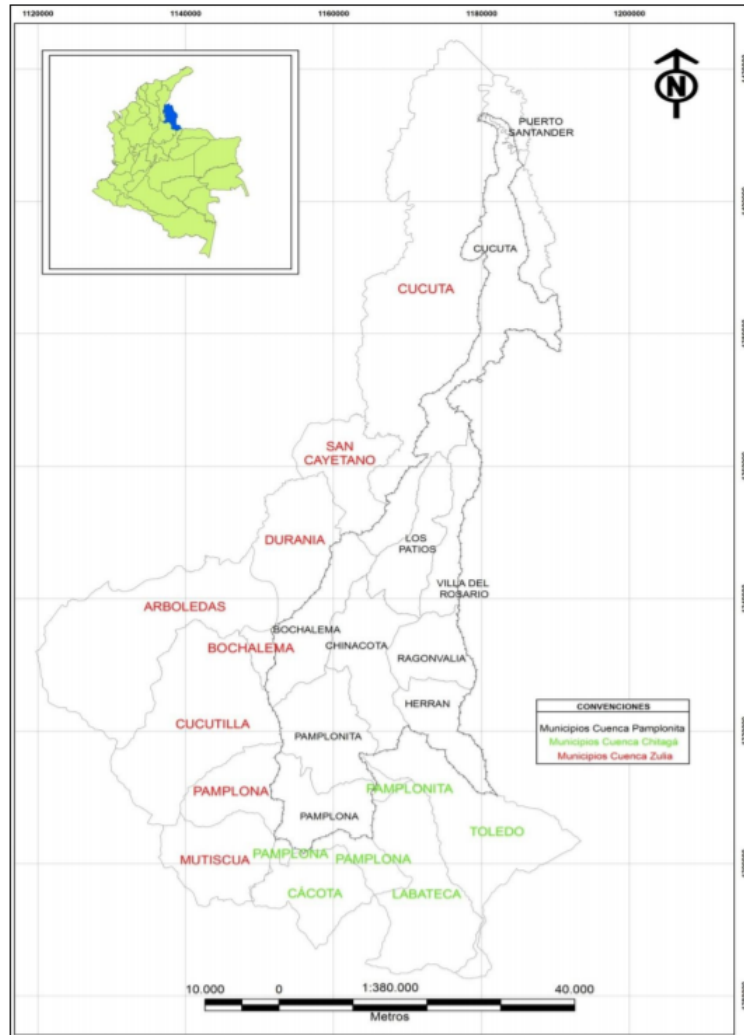 1120000
1140000
1160000
1180000
1200000
N
PUERTO
SANTANDER
CUCUTA
CUCUTA
SAN
CAYETANO
DURANIA
LOS
PATIOS
VILLA DEL
ROSARIO
ARBOLEDAS
BOCHALEMA
BOCHALEMA
CHINACOTA
RAGONVALIA
HERRAN
CUCUTILLA
PAMPLONITA
CONVENCIONES
Municipios Cuenca Pamplonita
Municipios Cuenca Chitagá
Municipios Cuenca Zulia
PAMPLONA
PAMPLONITA
PAMPLONA
TOLEDO
MUTISCUA
PAMPLONA
PAMPLONA
CÁCOTA
LABATECA
10.000
0
1:380.000
40.000
Metros